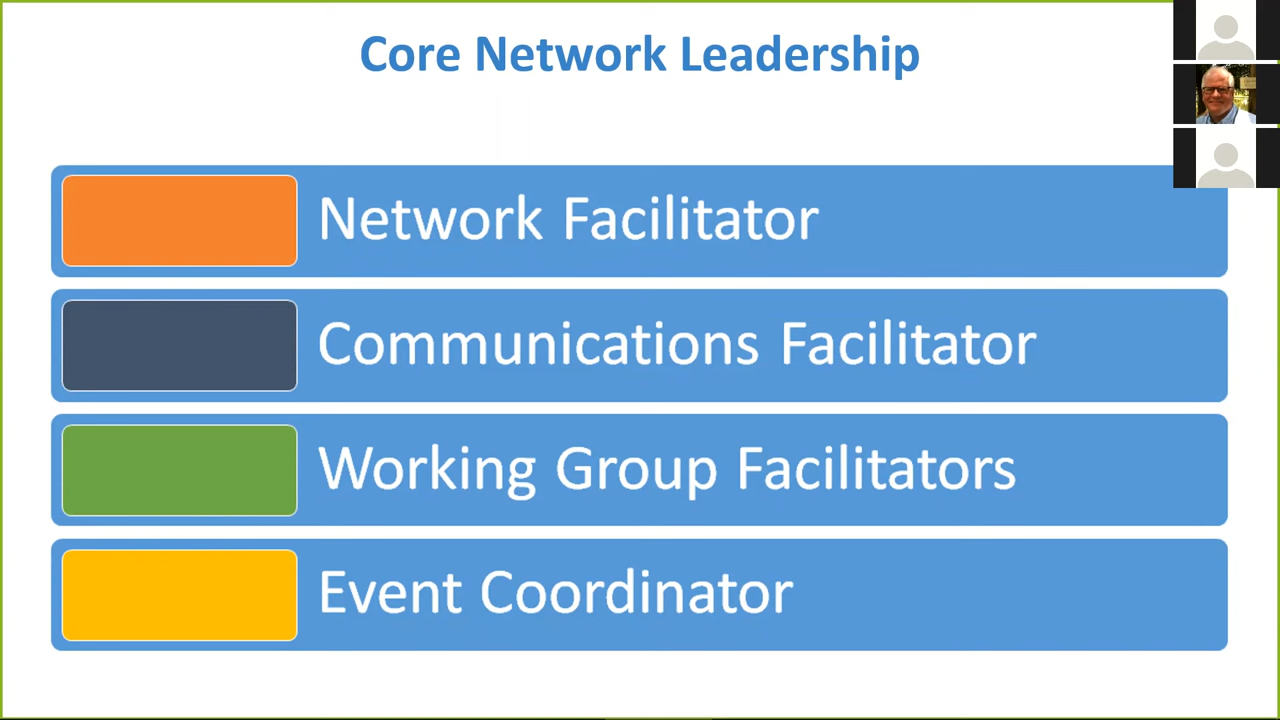 Core Network Leadership
Network Facilitator
Communications Facilitator
Working Group Facilitators
Event Coordinator